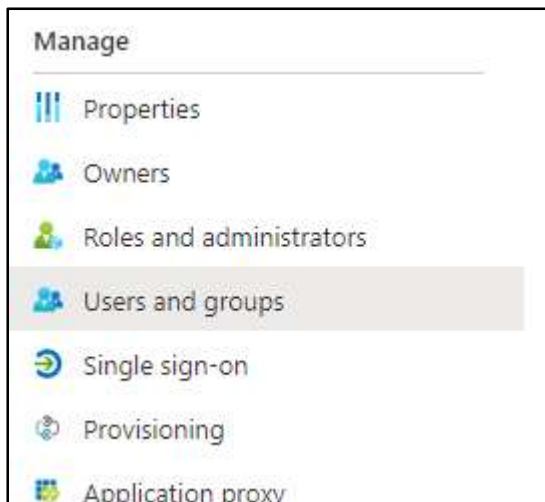 Manage
Properties
Owners
Roles and administrators
Users and groups
Single sign-on
Provisioning
Application proxy